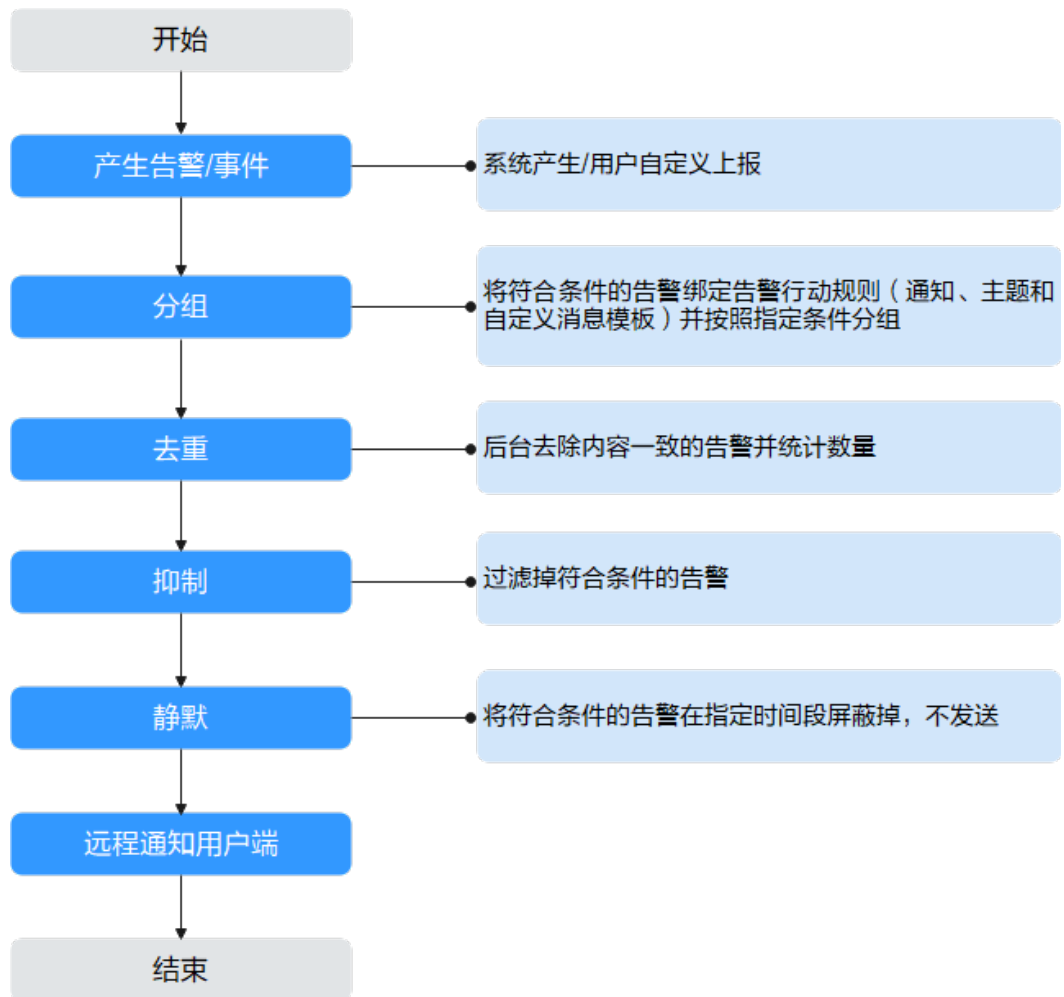 开始
产生告警/事件
系统产生/用户自定义上报
分组
将符合条件的告警绑定告警行动规则（通知、主题和
自定义消息模板）并按照指定条件分组
去重
后台去除内容一致的告警并统计数量
抑制
过滤掉符合条件的告警
静默
将符合条件的告警在指定时间段屏蔽掉，不发送
远程通知用户端
结束